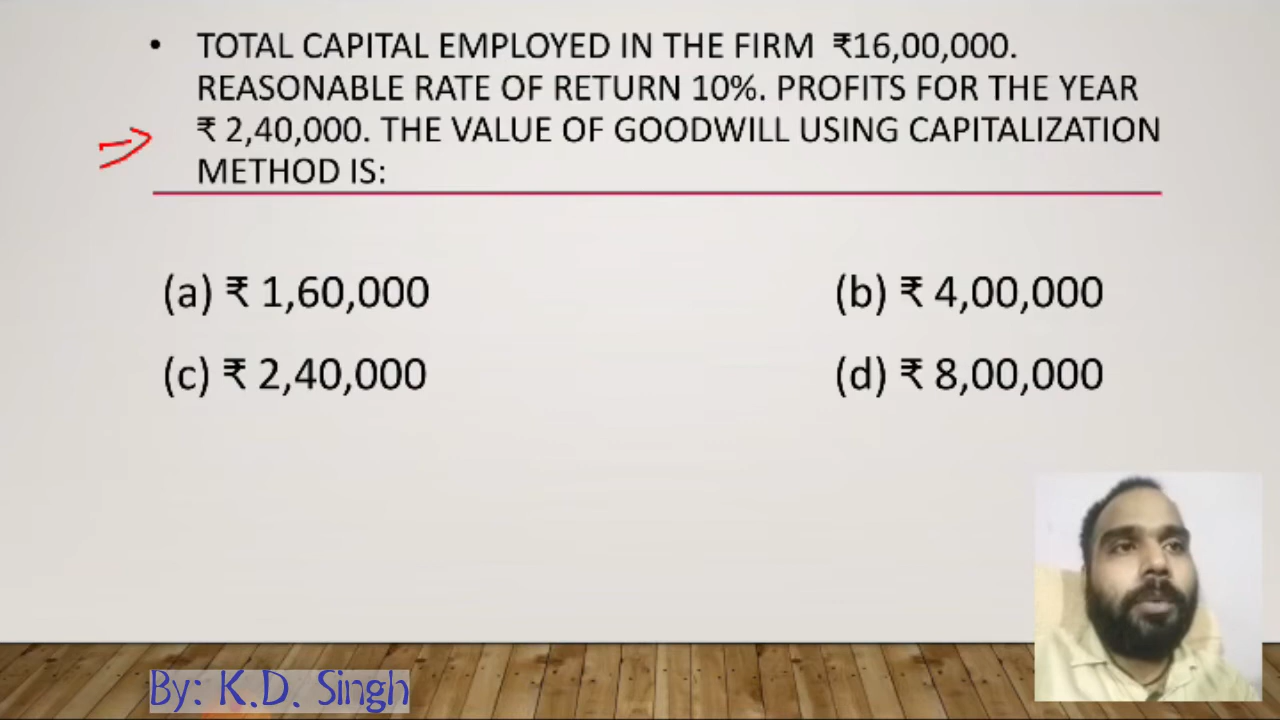 • TOTAL CAPITAL EMPLOYED IN THE FIRM ₹16,00,000.
REASONABLE RATE OF RETURN 10%. PROFITS FOR THE YEAR
₹ 2,40,000. THE VALUE OF GOODWILL USING CAPITALIZATION
METHOD IS:
(a) ₹ 1,60,000 (b) ₹ 4,00,000
(c) ₹ 2,40,000 (d) ₹ 8,00,000
By: K.D. Singh